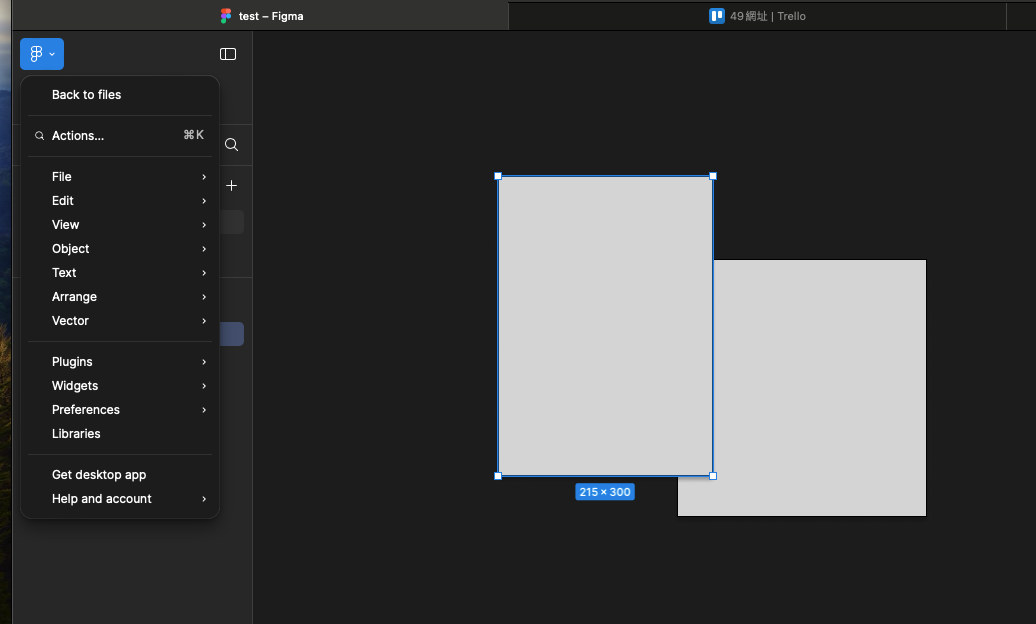 test – Figma
49網址 | Trello
Back to files
Actions... ⌘K
File
Edit
View
Object
Text
Arrange
Vector
Plugins
Widgets
Preferences
Libraries
Get desktop app
Help and account
215 × 300